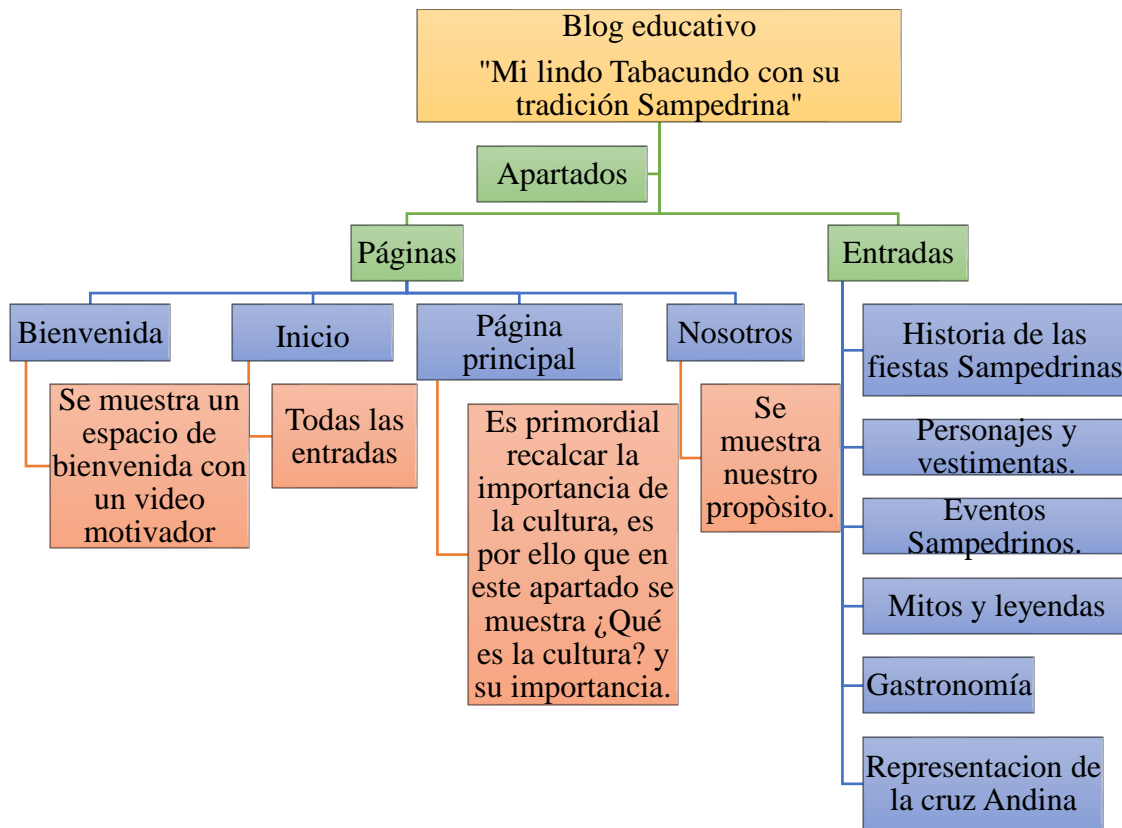 Blog educativo
"Mi lindo Tabacundo con su
tradición Sampedrina"
Apartados
Páginas
Entradas
Bienvenida
Se muestra un
espacio de
bienvenida con
un video
motivador
Inicio
Todas las
entradas
Página
principal
Es primordial
recalcar la
importancia de
la cultura, es
por ello que en
este apartado se
muestra ¿Qué
es la cultura? y
su importancia.
Nosotros
Se
muestra
nuestro
propòsito.
Historia de las
fiestas Sampedrinas
Personajes y
vestimentas.
Eventos
Sampedrinos.
Mitos y leyendas
Gastronomía
Representacion de
la cruz Andina